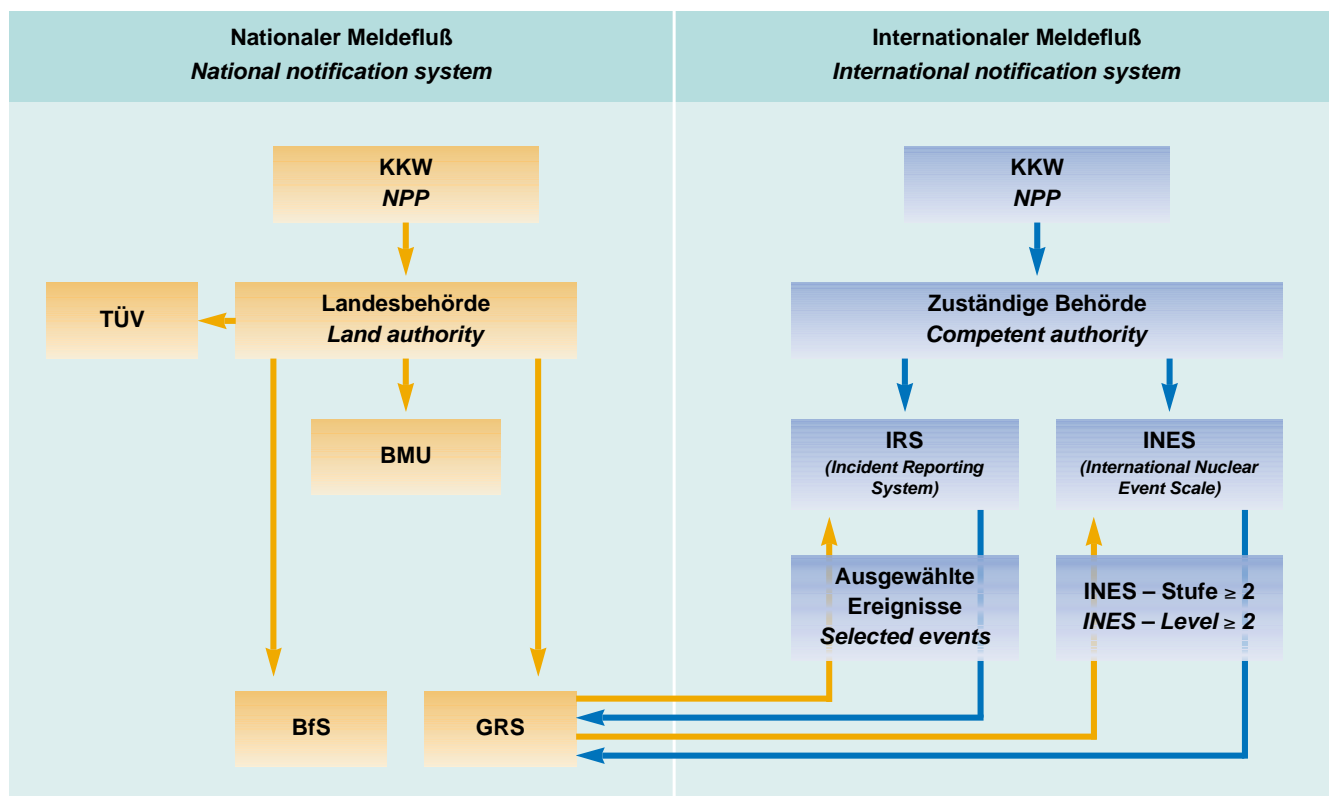 Nationaler Meldefluß
National notification system
Internationaler Meldefluß
International notification system
KKW
NPP
TÜV
Landesbehörde
Land authority
BMU
BfS
GRS
KKW
NPP
Zuständige Behörde
Competent authority
IRS
(Incident Reporting
System)
INES
(International Nuclear
Event Scale)
Ausgewählte
Ereignisse
Selected events
INES – Stufe ≥ 2
INES – Level ≥ 2